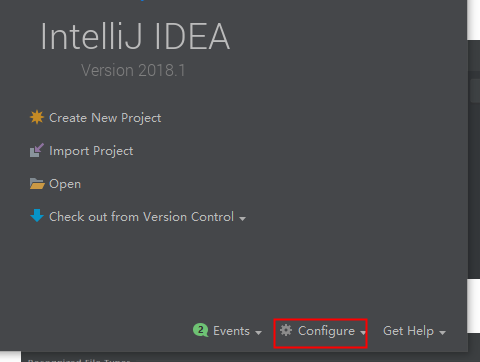 IntelliJ IDEA
Version 2018.1
Create New Project
Import Project
Open
Check out from Version Control
2 Events Configure Get Help